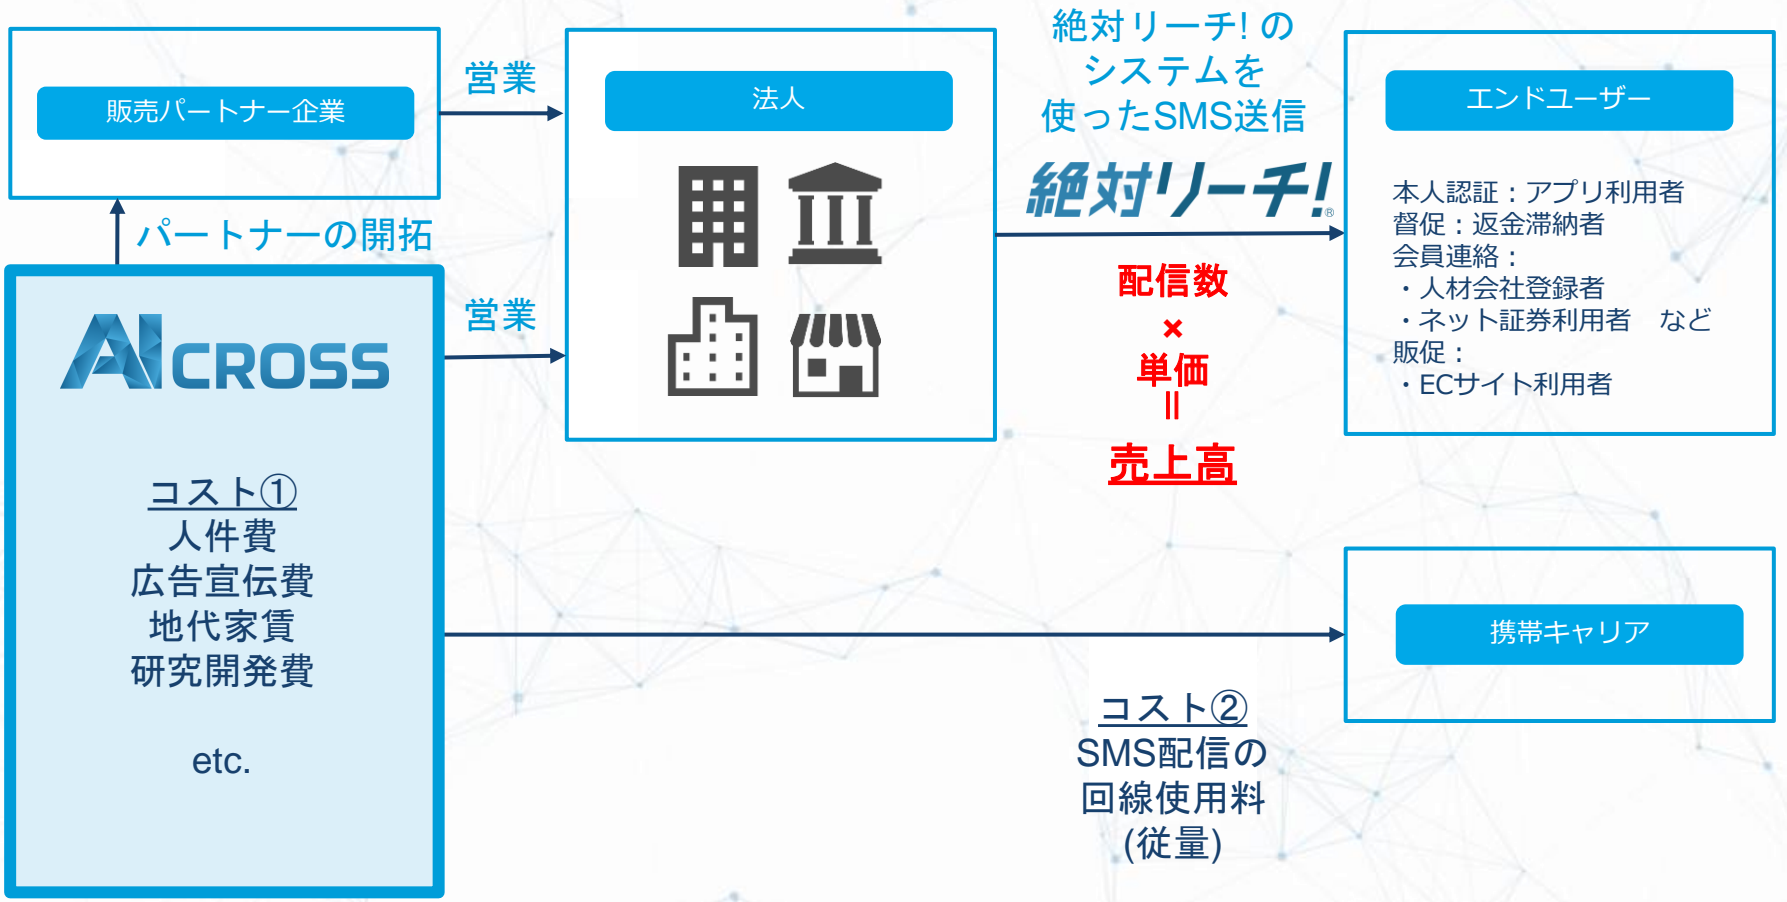 販売パートナー企業
営業
法人
絶対リーチ! の
システムを
使ったSMS送信
絶対リーチ!®
エンドユーザー
本人認証：アプリ利用者
督促：返金滞納者
会員連絡：
・人材会社登録者
・ネット証券利用者　など
販促：
・ECサイト利用者
パートナーの開拓
営業
配信数
×
単価
＝
売上高
AI CROSS
コスト①
人件費
広告宣伝費
地代家賃
研究開発費
etc.
携帯キャリア
コスト②
SMS配信の
回線使用料
(従量)